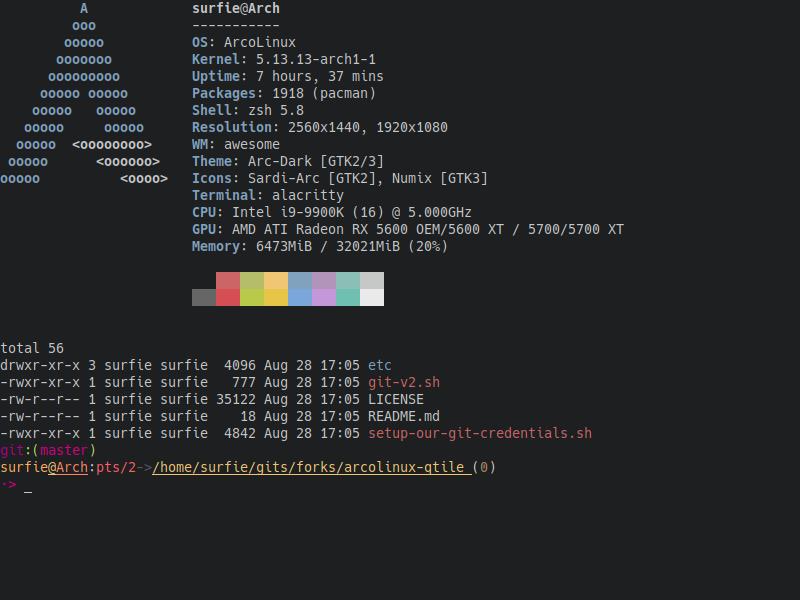 A surfie@Arch
ooo -----------
ooooo OS: ArcoLinux
ooooooo Kernel: 5.13.13-arch1-1
ooooooooo Uptime: 7 hours, 37 mins
ooooo ooooo Packages: 1918 (pacman)
ooooo ooooo Shell: zsh 5.8
ooooo ooooo Resolution: 2560x1440, 1920x1080
ooooo <oooooooo> WM: awesome
ooooo <oooooo> Theme: Arc-Dark [GTK2/3]
ooooo <oooo> Icons: Sardi-Arc [GTK2], Numix [GTK3]
Terminal: alacritty
CPU: Intel i9-9900K (16) @ 5.000GHz
GPU: AMD ATI Radeon RX 5600 OEM/5600 XT / 5700/5700 XT
Memory: 6473MiB / 32021MiB (20%)
total 56
drwxr-xr-x 3 surfie surfie  4096 Aug 28 17:05 etc
-rwxr-xr-x 1 surfie surfie   777 Aug 28 17:05 git-v2.sh
-rw-r--r-- 1 surfie surfie 35122 Aug 28 17:05 LICENSE
-rw-r--r-- 1 surfie surfie    18 Aug 28 17:05 README.md
-rwxr-xr-x 1 surfie surfie  4842 Aug 28 17:05 setup-our-git-credentials.sh
git:(master)
surfie@Arch:pts/2->/home/surfie/gits/forks/arcolinux-qtile (0)
-> _